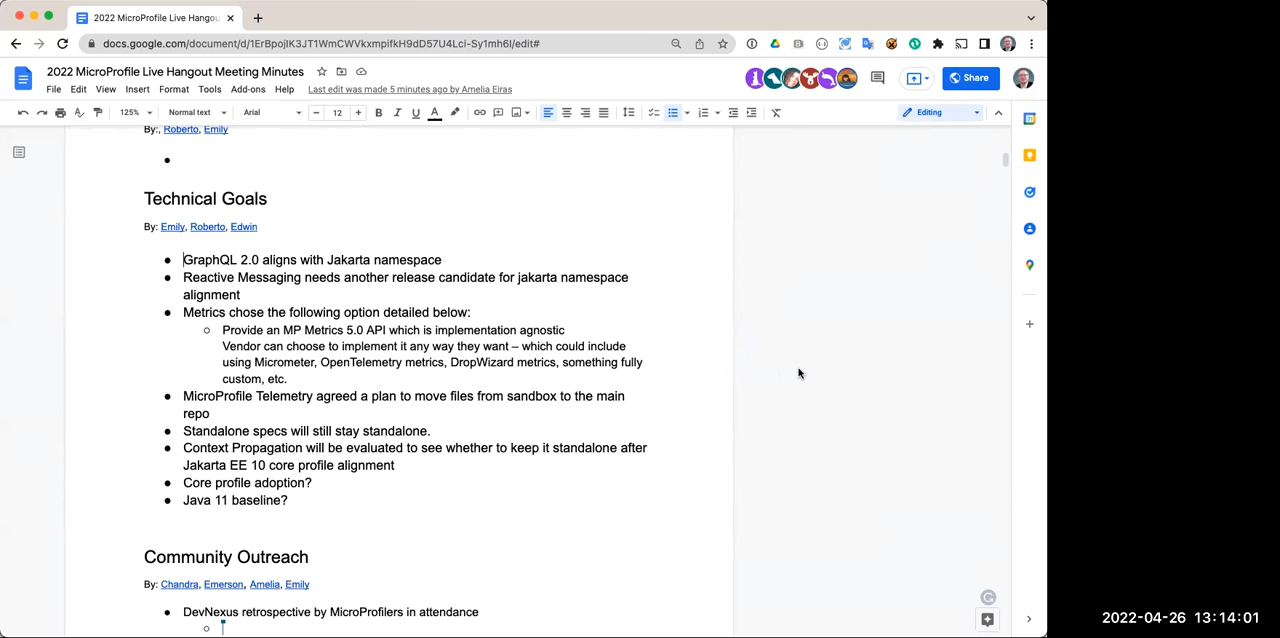 2022 MicroProfile Live Hangou
docs.google.com/document/d/1ErBpojIK3JT1WmCWVkxmpifkH9dD57U4Lci-Sy1mh6I/edit#
2022 MicroProfile Live Hangout Meeting Minutes
Share
File Edit View Insert Format Tools Add-ons Help Last edit was made 5 minutes ago by Amelia Eiras
125% Normal text Arial 12 B I U A Editing
By:, Roberto, Emily
●
Technical Goals
By: Emily, Roberto, Edwin
● GraphQL 2.0 aligns with Jakarta namespace
● Reactive Messaging needs another release candidate for jakarta namespace
alignment
● Metrics chose the following option detailed below:
○ Provide an MP Metrics 5.0 API which is implementation agnostic
Vendor can choose to implement it any way they want – which could include
using Micrometer, OpenTelemetry metrics, DropWizard metrics, something fully
custom, etc.
● MicroProfile Telemetry agreed a plan to move files from sandbox to the main
repo
● Standalone specs will still stay standalone.
● Context Propagation will be evaluated to see whether to keep it standalone after
Jakarta EE 10 core profile alignment
● Core profile adoption?
● Java 11 baseline?
Community Outreach
By: Chandra, Emerson, Amelia, Emily
● DevNexus retrospective by MicroProfilers in attendance
○
2022-04-26 13:14:01